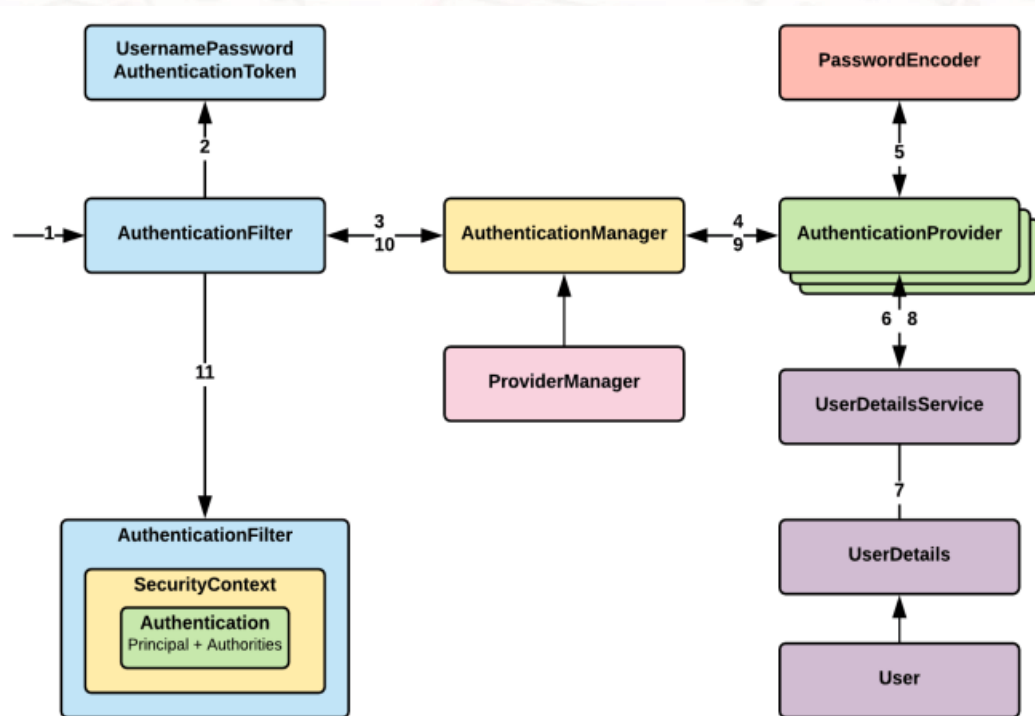 UsernamePassword
AuthenticationToken
PasswordEncoder
2
5
1
AuthenticationFilter
3
10
AuthenticationManager
4
9
AuthenticationProvider
6 8
11
ProviderManager
UserDetailsService
7
AuthenticationFilter
SecurityContext
Authentication
Principal + Authorities
UserDetails
User